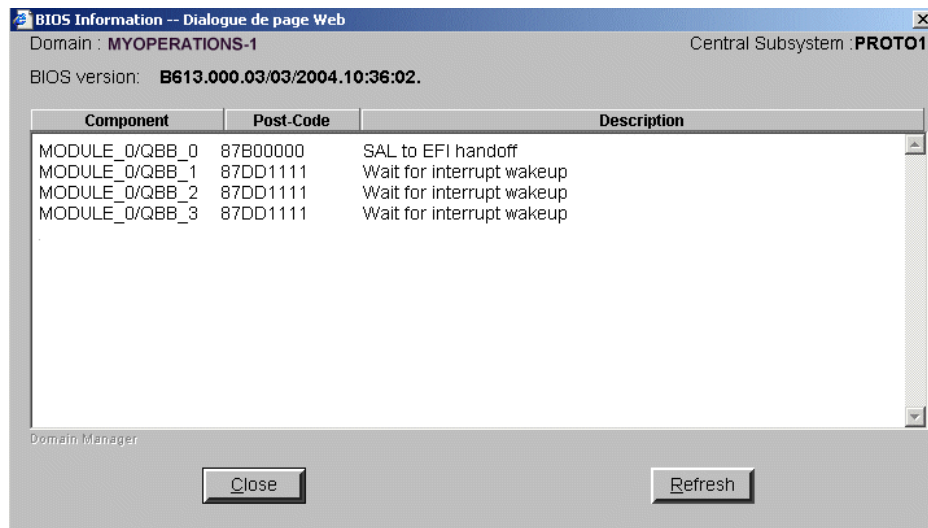 BIOS Information -- Dialogue de page Web
Domain : MYOPERATIONS-1 Central Subsystem :PROTO1
BIOS version: B613.000.03/03/2004.10:36:02.
Component Post-Code Description
MODULE_0/QBB_0 87B00000 SAL to EFI handoff
MODULE_0/QBB_1 87DD1111 Wait for interrupt wakeup
MODULE_0/QBB_2 87DD1111 Wait for interrupt wakeup
MODULE_0/QBB_3 87DD1111 Wait for interrupt wakeup
Domain Manager
Close Refresh